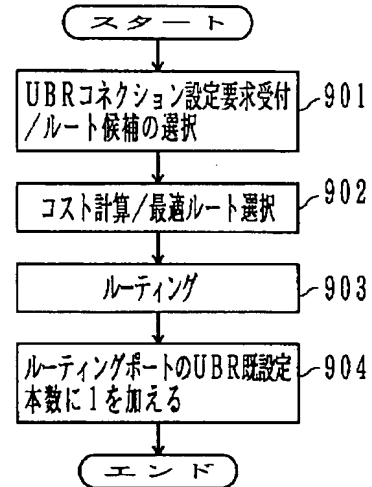 スタート
UBRコネクション設定要求受付
/ルート候補の選択
901
コスト計算/最適ルート選択
902
ルーティング
903
ルーティングポートのUBR既設定
本数に1を加える
904
エンド